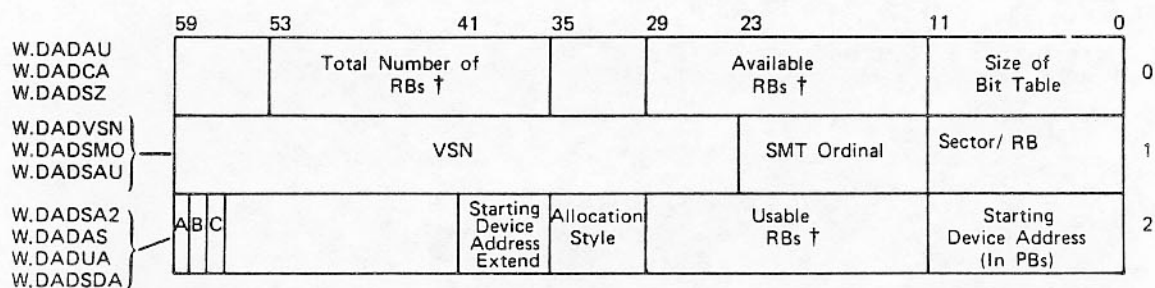 59 53 41 35 29 23 11 0
W.DADAU
W.DADCA
W.DADSZ
Total Number of
RBs †
Available
RBs †
Size of
Bit Table
0
W.DADVSN
W.DADSMO
W.DADSAU
VSN
SMT Ordinal
Sector/ RB
1
W.DADSA2
W.DADAS
W.DADUA
W.DADSDA
A B C
Starting
Device
Address
Extend
Allocation
Style
Usable
RBs †
Starting
Device Address
(In PBs)
2